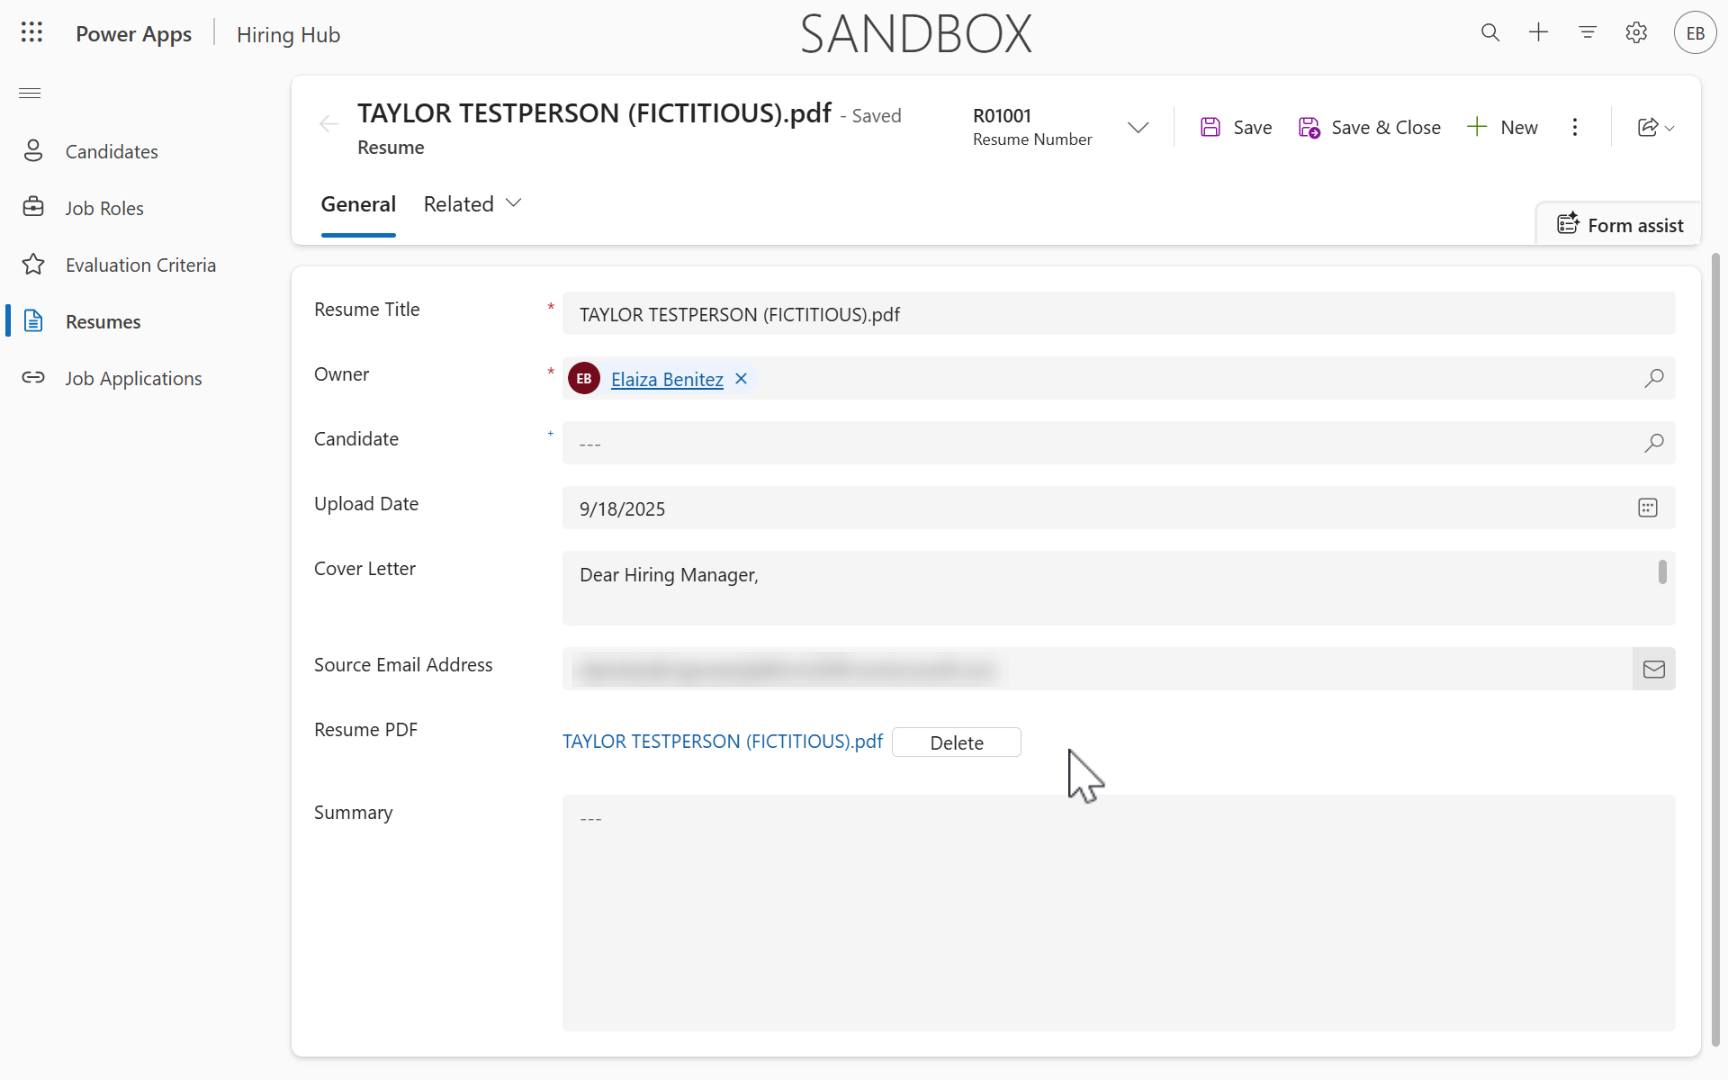 Power Apps | Hiring Hub
SANDBOX
EB
TAYLOR TESTPERSON (FICTITIOUS).pdf - Saved
Resume
R01001
Resume Number
Save
Save & Close
New
General
Related
Form assist
Candidates
Job Roles
Evaluation Criteria
Resumes
Job Applications
Resume Title *
TAYLOR TESTPERSON (FICTITIOUS).pdf
Owner *
EB Elaiza Benitez
Candidate +
---
Upload Date
9/18/2025
Cover Letter
Dear Hiring Manager,
Source Email Address
Resume PDF
TAYLOR TESTPERSON (FICTITIOUS).pdf
Delete
Summary
---